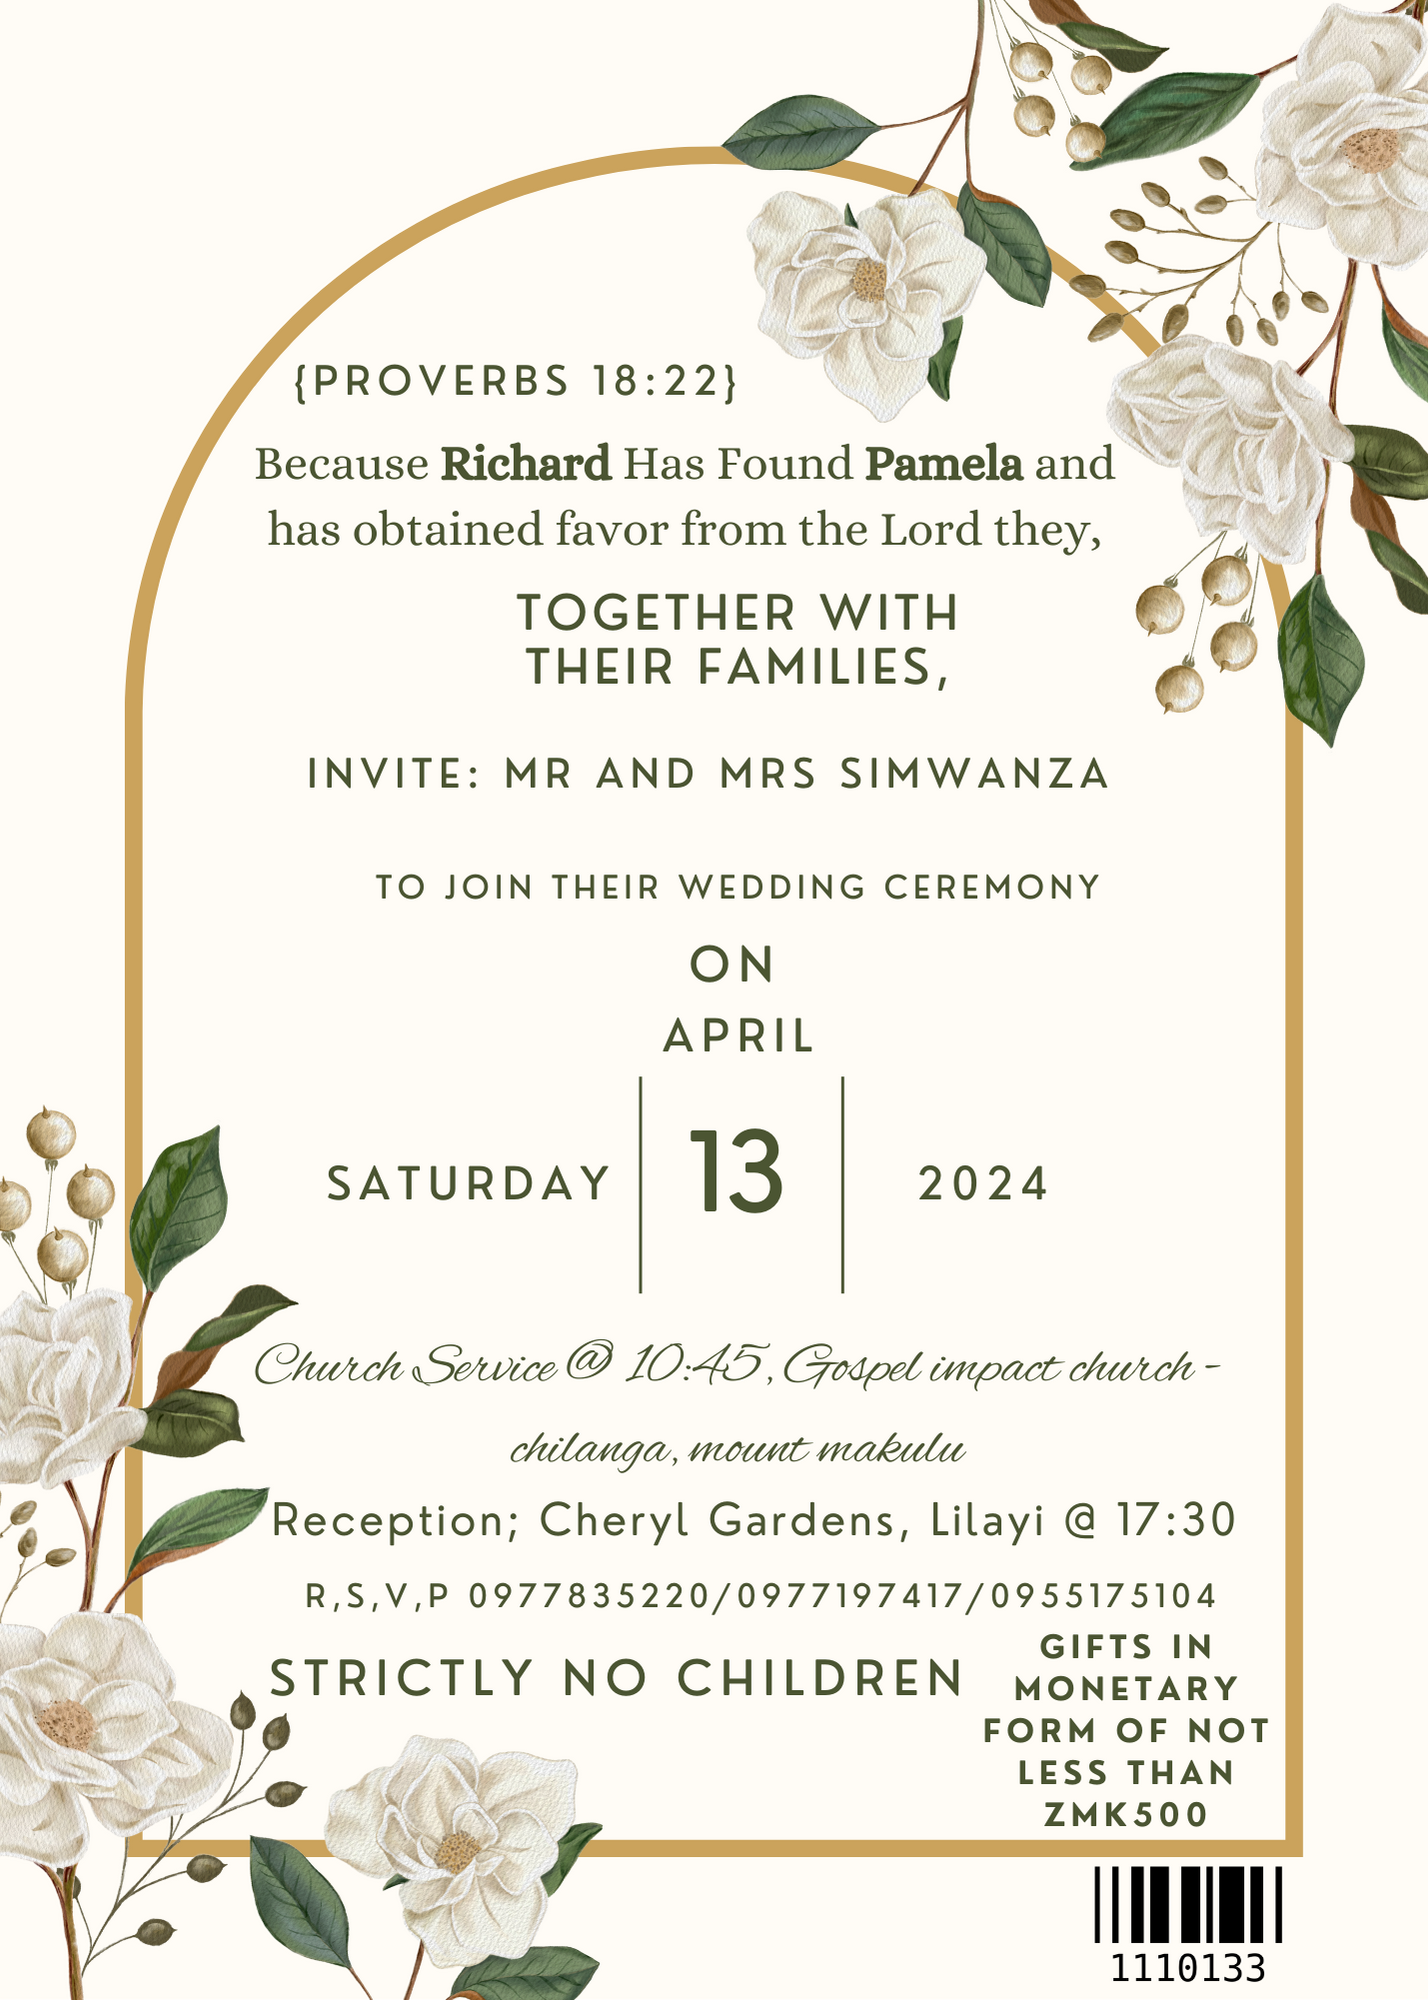 {PROVERBS 18:22}
Because Richard Has Found Pamela and
has obtained favor from the Lord they,
TOGETHER WITH
THEIR FAMILIES,
INVITE: MR AND MRS SIMWANZA
TO JOIN THEIR WEDDING CEREMONY
ON
APRIL
SATURDAY 13 2024
Church Service @ 10:45, Gospel impact church -
chilanga, mount makulu
Reception; Cheryl Gardens, Lilayi @ 17:30
R,S,V,P 0977835220/0977197417/0955175104
STRICTLY NO CHILDREN
GIFTS IN
MONETARY
FORM OF NOT
LESS THAN
ZMK500
1110133